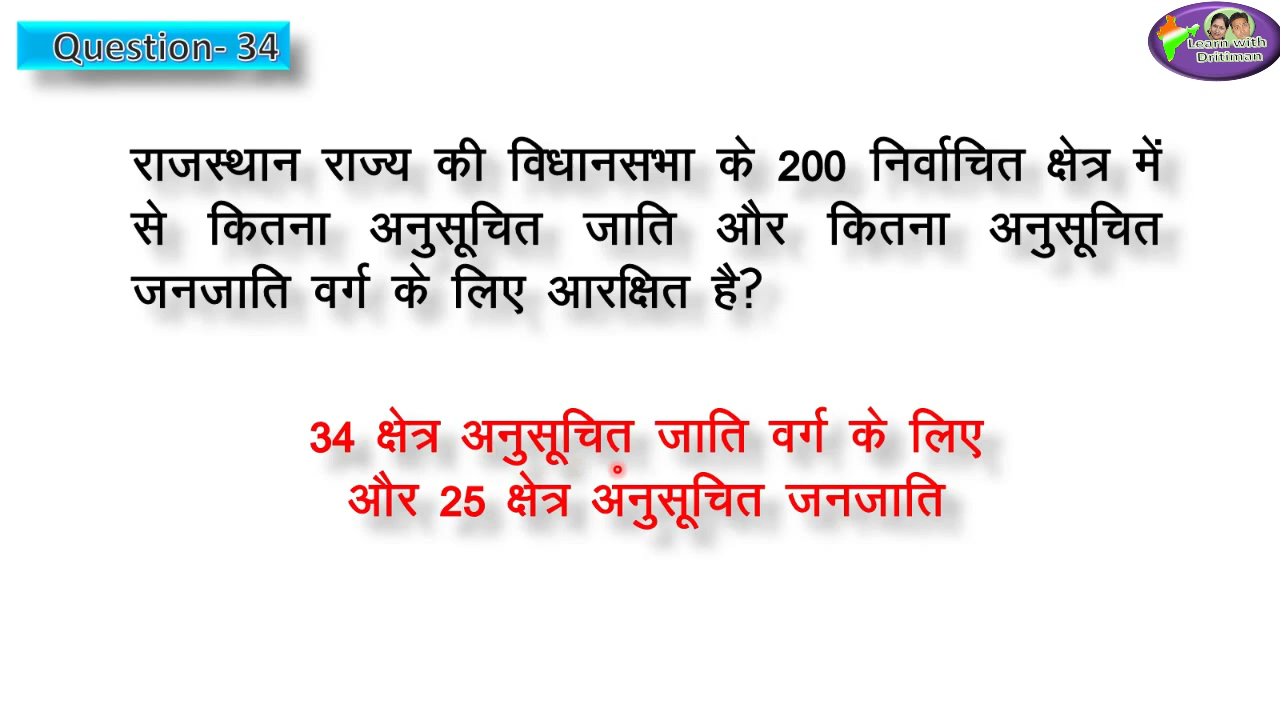 Question- 34
Learn with
Dritiman
राजस्थान राज्य की विधानसभा के 200 निर्वाचित क्षेत्र में
से कितना अनुसूचित जाति और कितना अनुसूचित
जनजाति वर्ग के लिए आरक्षित है?
34 क्षेत्र अनुसूचित जाति वर्ग के लिए
और 25 क्षेत्र अनुसूचित जनजाति